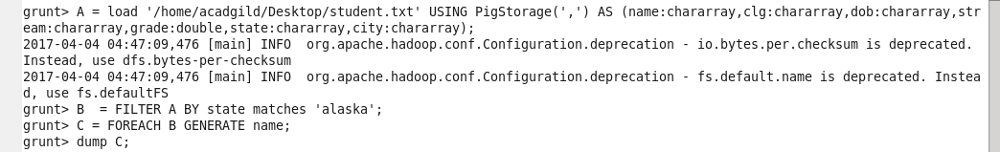 grunt> A = load '/home/acadgild/Desktop/student.txt' USING PigStorage(',') AS (name:chararray,clg:chararray,dob:chararray,str
eam:chararray,grade:double,state:chararray,city:chararray);
2017-04-04 04:47:09,476 [main] INFO  org.apache.hadoop.conf.Configuration.deprecation - io.bytes.per.checksum is deprecated.
Instead, use dfs.bytes-per-checksum
2017-04-04 04:47:09,476 [main] INFO  org.apache.hadoop.conf.Configuration.deprecation - fs.default.name is deprecated. Instea
d, use fs.defaultFS
grunt> B  = FILTER A BY state matches 'alaska';
grunt> C = FOREACH B GENERATE name;
grunt> dump C;